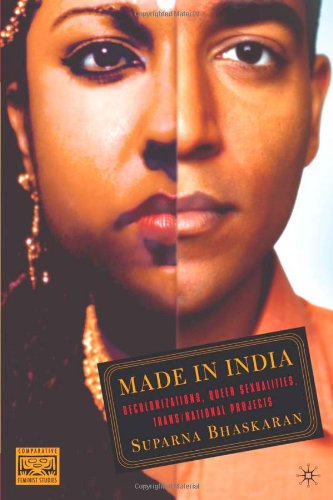 MADE IN INDIA
DECOLONIZATIONS, QUEER SEXUALITIES,
TRANS/NATIONAL PROJECTS
SUPARNA BHASKARAN
COMPARATIVE
FEMINIST STUDIES